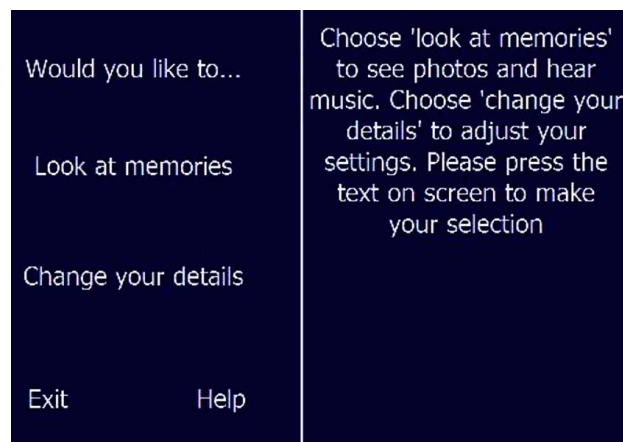 Would you like to...
Look at memories
Change your details
Exit Help
Choose 'look at memories'
to see photos and hear
music. Choose 'change your
details' to adjust your
settings. Please press the
text on screen to make
your selection